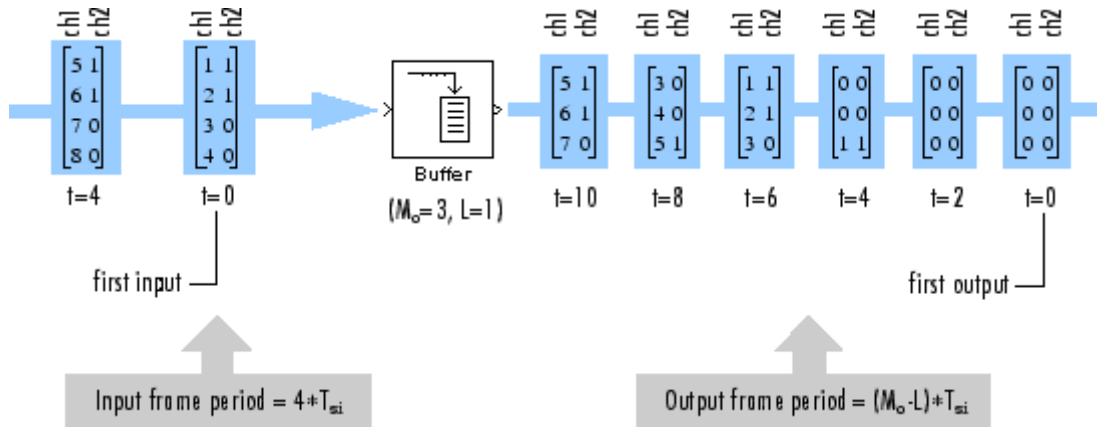 ch1 ch2 ch1 ch2 ch1 ch2 ch1 ch2 ch1 ch2 ch1 ch2 ch1 ch2 ch1 ch2
5 1 1 1 5 1 3 0 1 1 0 0 0 0 0 0
6 1 2 1 6 1 4 0 2 1 0 0 0 0 0 0
7 0 3 0 7 0 5 1 3 0 1 1 0 0 0 0
8 0 4 0
Buffer
t=4 t=0 t=10 t=8 t=6 t=4 t=2 t=0
(Mo=3, L=1)
first input first output
Input frame period = 4*Tsi Output frame period = (Mo-L)*Tsi